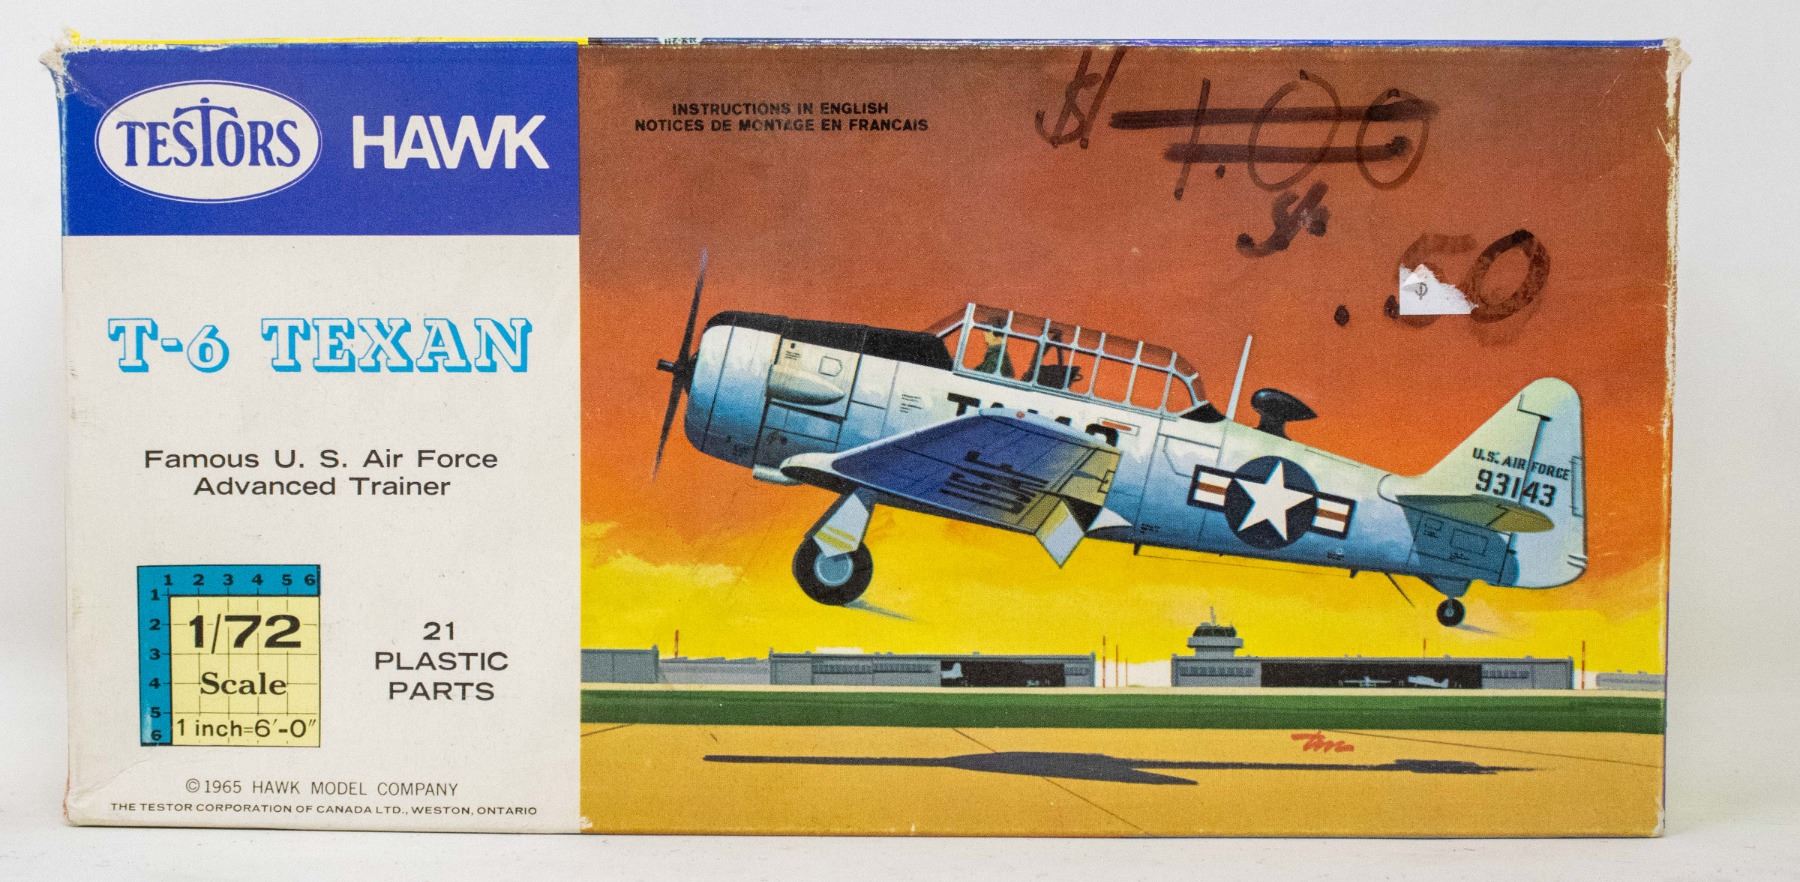 TESTORS HAWK
INSTRUCTIONS IN ENGLISH
NOTICES DE MONTAGE EN FRANCAIS
$1.00
.50
T-6 TEXAN
Famous U. S. Air Force
Advanced Trainer
1 2 3 4 5 6
1
2
3
4
5
6
1/72
Scale
1 inch=6'-0"
21
PLASTIC
PARTS
©1965 HAWK MODEL COMPANY
THE TESTOR CORPORATION OF CANADA LTD., WESTON, ONTARIO
USAF
U.S. AIR FORCE
93143